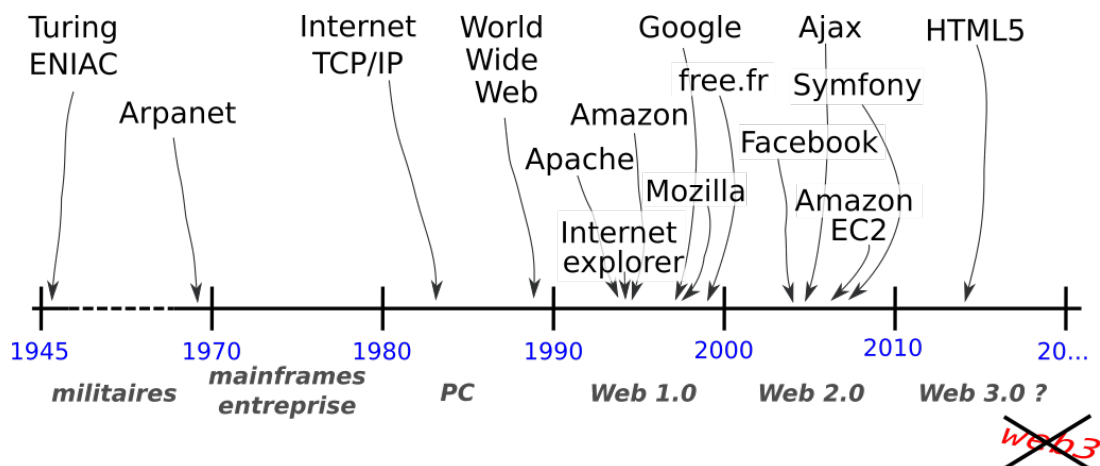 Turing
ENIAC
Arpanet
Internet
TCP/IP
World
Wide
Web
Apache
Amazon
Internet
explorer
Google
Mozilla
free.fr
Facebook
Ajax
Symfony
Amazon
EC2
HTML5
1945
1970
1980
1990
2000
2010
20...
militaires
mainframes
entreprise
PC
Web 1.0
Web 2.0
Web 3.0 ?
web3